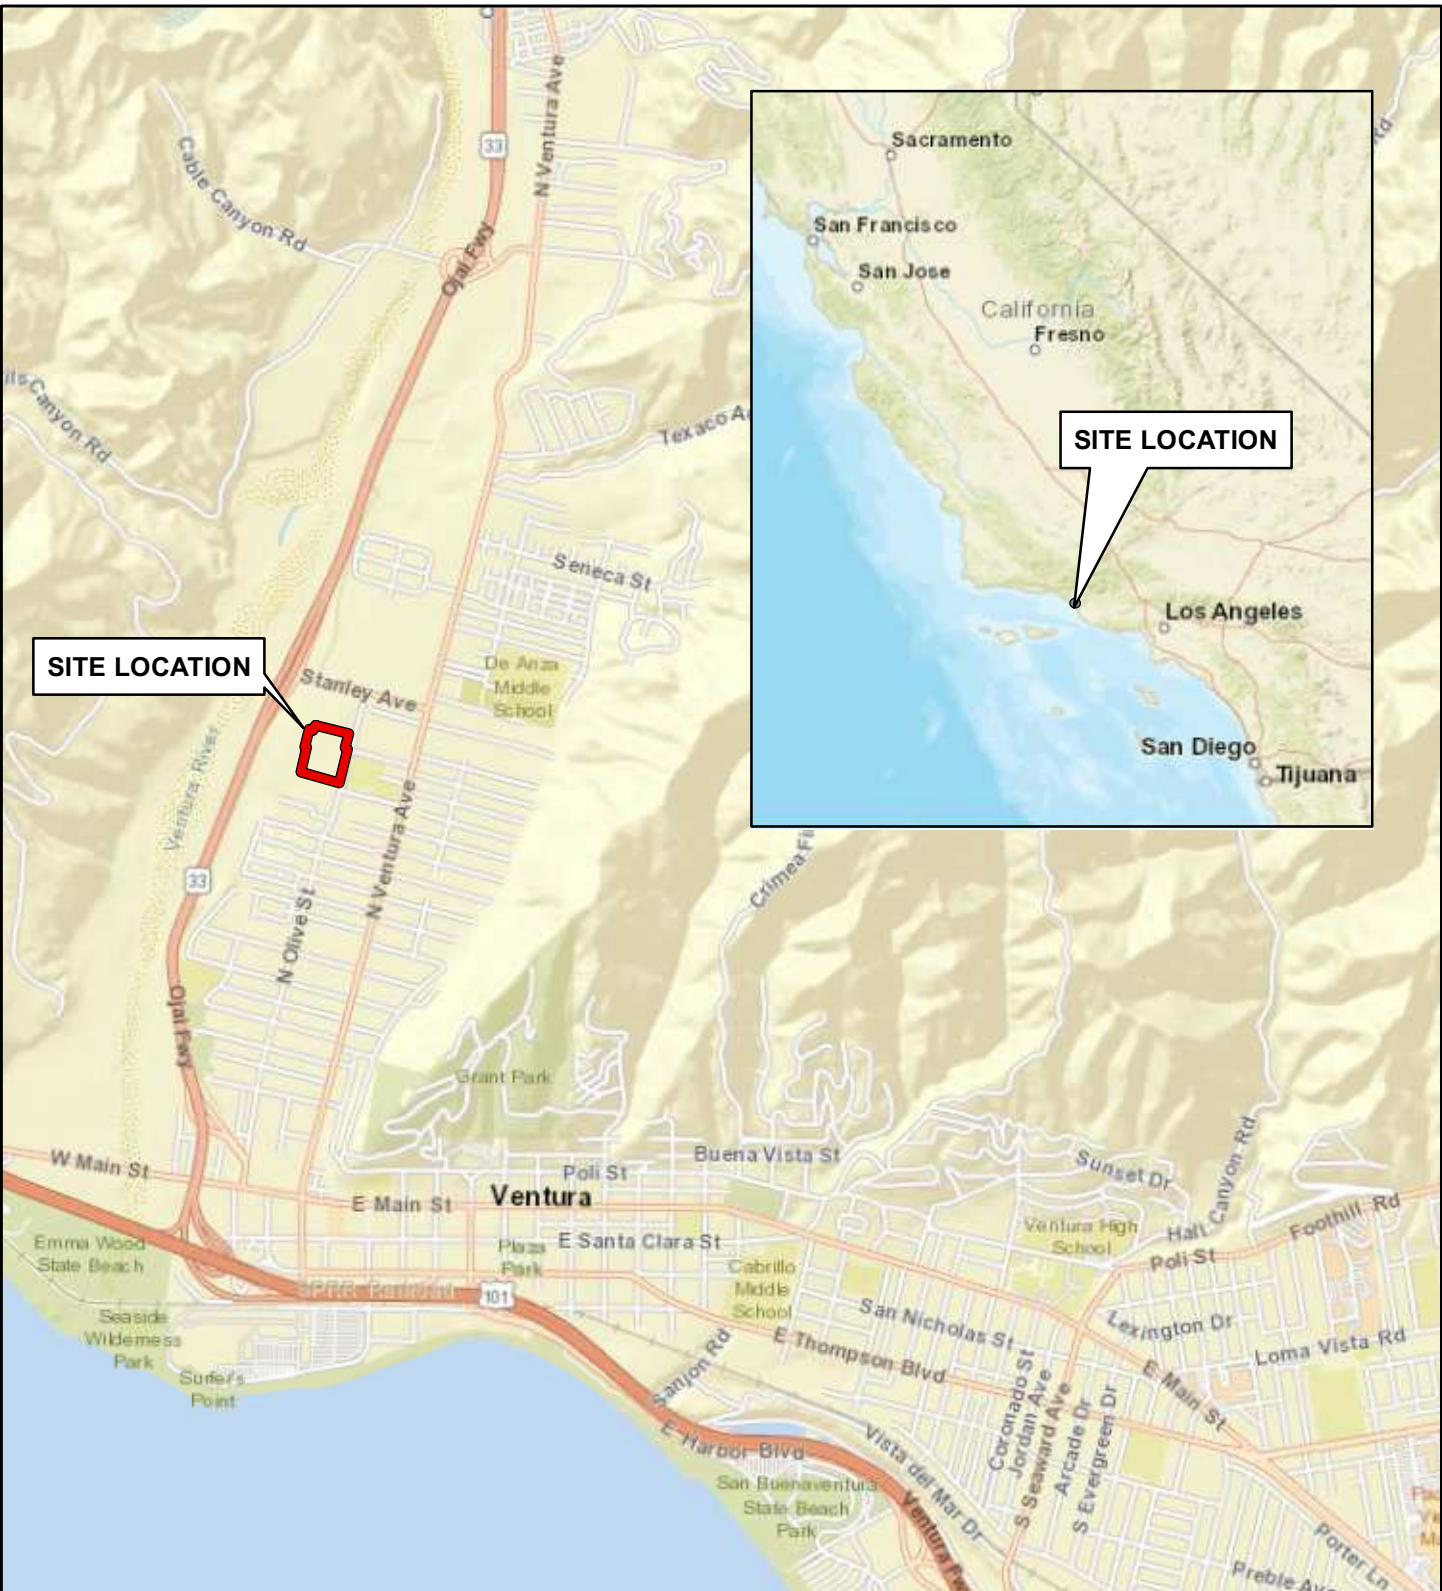 33
N Ventura Ave
Cable Canyon Rd
Ojai Fwy
Canyon Rd
Texaco
Seneca St
SITE LOCATION
Stanley Ave
De Anza
Middle
School
Ventura River
33
N Ventura Ave
N Olive St
Ojai Fwy
Crimea
Grant Park
W Main St
Poli St
Buena Vista St
Sunset Dr
Hall Canyon Rd
Foothill Rd
E Main St
Ventura
Ventura High
School
Poli St
Emma Wood
State Beach
Plaza
Park
E Santa Clara St
Cabrillo
Middle
School
SPRR Railroad
101
San Nicholas St
Lexington Dr
Loma Vista Rd
Seaside
Wilderness
Park
Surfer's
Point
Sanjon Rd
E Thompson Blvd
E Main St
Coronado St
Jordan Ave
S Seaward Ave
Arcade Dr
S Evergreen Dr
E Harbor Blvd
Vista del Mar Dr
San Buenaventura
State Beach
Park
Ventura
Porter Ln
Preble
Rd
Sacramento
San Francisco
San Jose
California
Fresno
SITE LOCATION
Los Angeles
San Diego
Tijuana